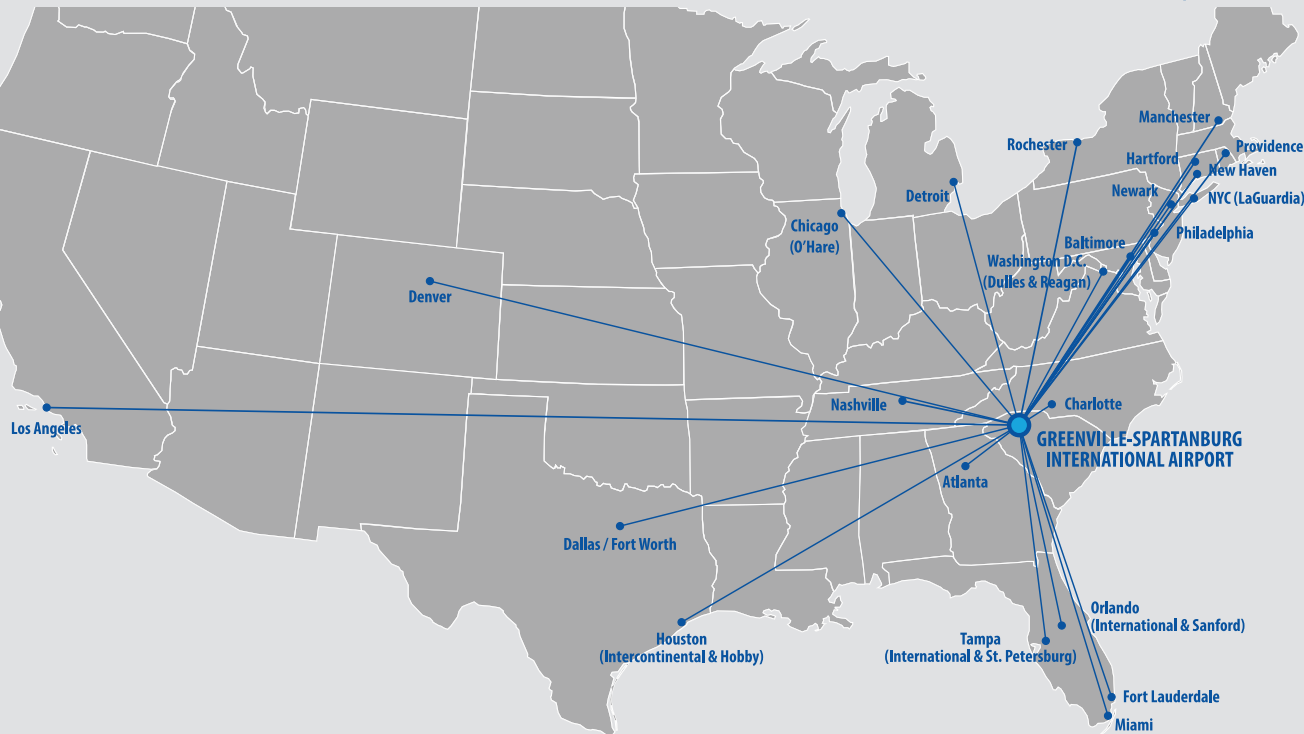 Manchester
Rochester
Providence
Hartford
New Haven
Detroit
Newark
NYC (LaGuardia)
Chicago
(O’Hare)
Philadelphia
Baltimore
Washington D.C.
(Dulles & Reagan)
Denver
Nashville
Charlotte
Los Angeles
GREENVILLE-SPARTANBURG
INTERNATIONAL AIRPORT
Atlanta
Dallas / Fort Worth
Orlando
(International & Sanford)
Houston
(Intercontinental & Hobby)
Tampa
(International & St. Petersburg)
Fort Lauderdale
Miami